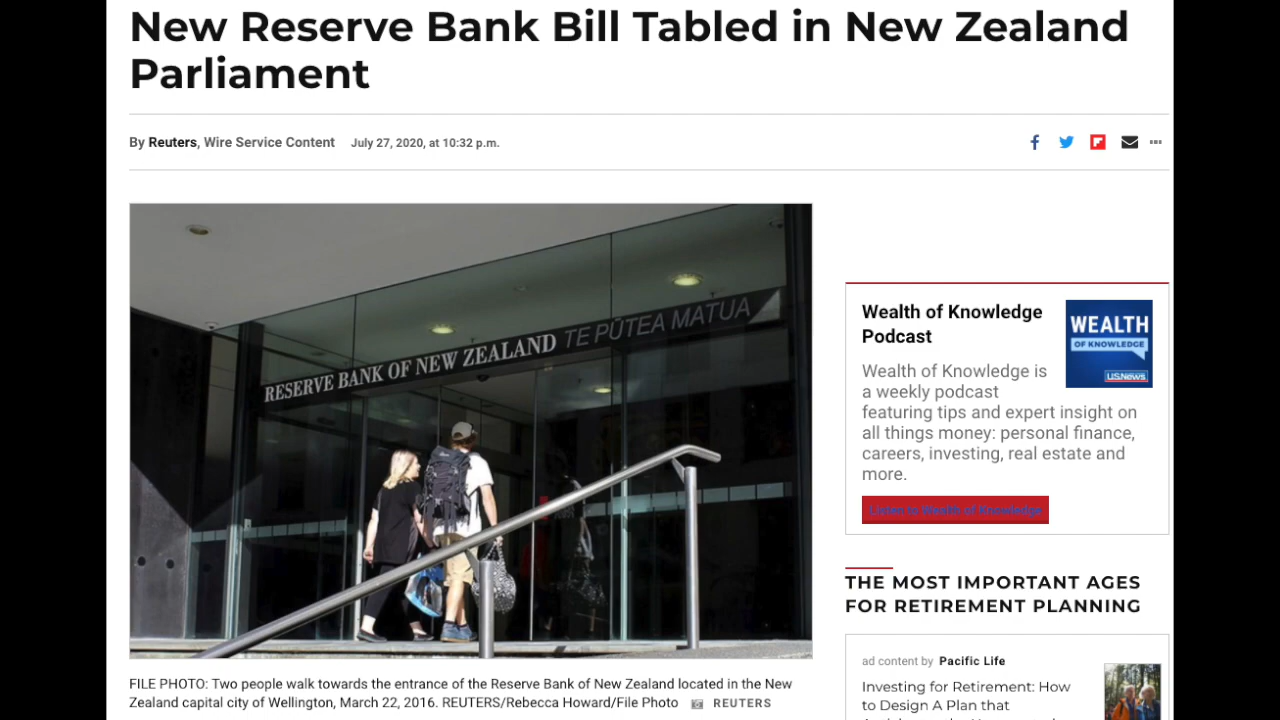 New Reserve Bank Bill Tabled in New Zealand
Parliament
By Reuters, Wire Service Content July 27, 2020, at 10:32 p.m.
RESERVE BANK OF NEW ZEALAND TE PŪTEA MATUA
FILE PHOTO: Two people walk towards the entrance of the Reserve Bank of New Zealand located in the New
Zealand capital city of Wellington, March 22, 2016. REUTERS/Rebecca Howard/File Photo REUTERS
Wealth of Knowledge
Podcast
WEALTH
OF KNOWLEDGE
U.S.News
Wealth of Knowledge is
a weekly podcast
featuring tips and expert insight on
all things money: personal finance,
careers, investing, real estate and
more.
Listen to Wealth of Knowledge
THE MOST IMPORTANT AGES
FOR RETIREMENT PLANNING
ad content by Pacific Life
Investing for Retirement: How
to Design A Plan that